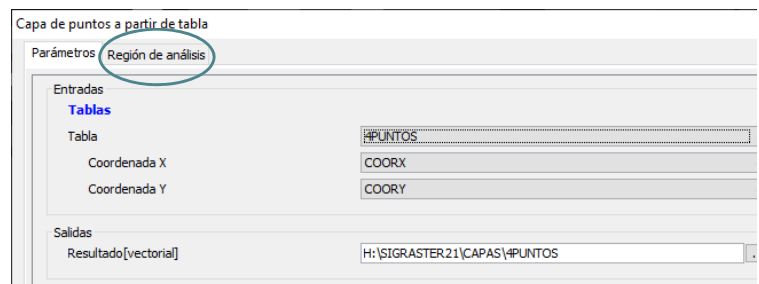 Capa de puntos a partir de tabla
Parámetros Región de análisis
Entradas
Tablas
Tabla 4PUNTOS
Coordenada X COORX
Coordenada Y COORY
Salidas
Resultado[vectorial] H:\SIGRASTER21\CAPAS\4PUNTOS .